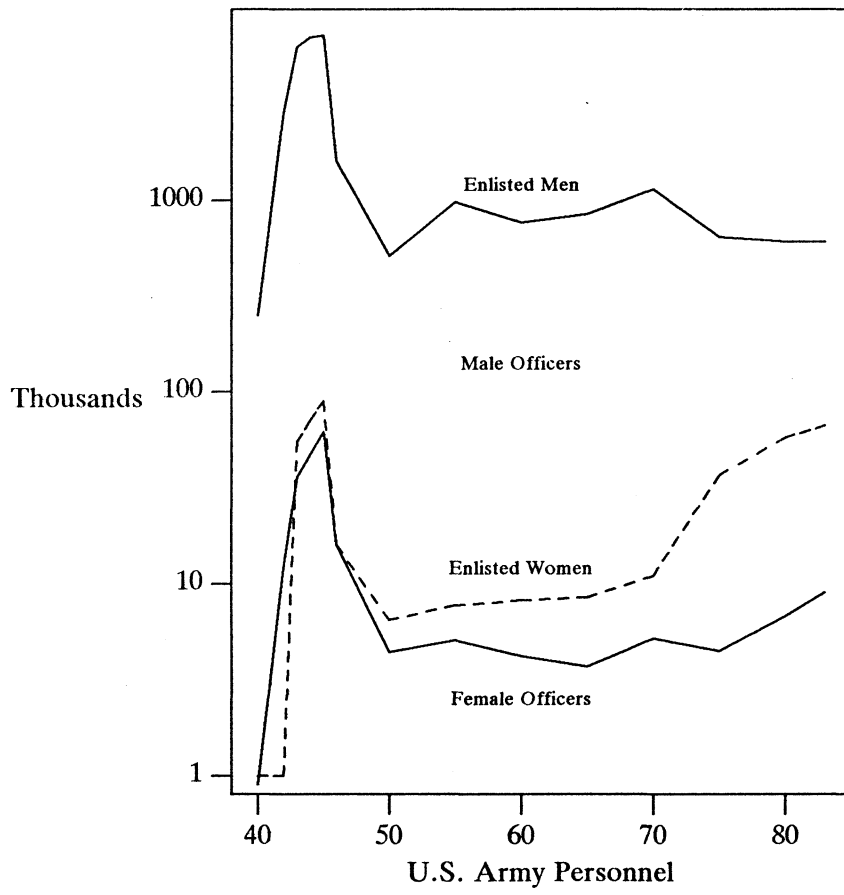 Enlisted Men
1000
Male Officers
100
Thousands
Enlisted Women
10
Female Officers
1
40 50 60 70 80
U.S. Army Personnel